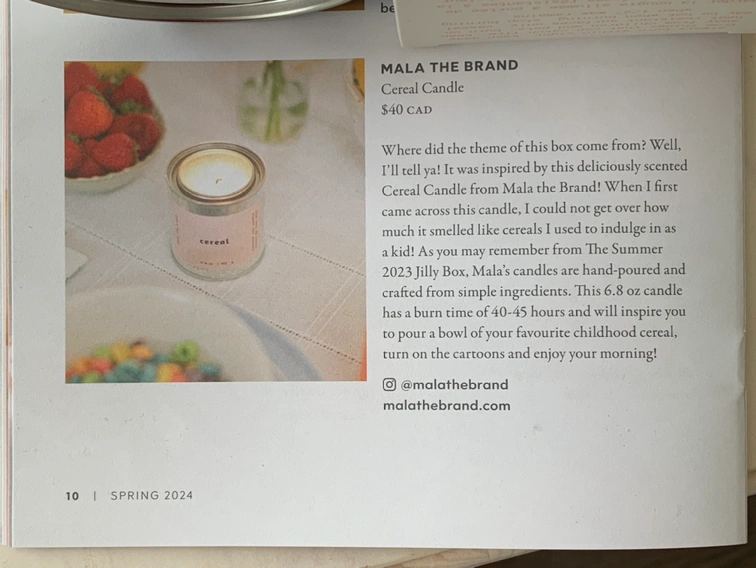 be
MALA THE BRAND
Cereal Candle
$40 CAD
Where did the theme of this box come from? Well,
I'll tell ya! It was inspired by this deliciously scented
Cereal Candle from Mala the Brand! When I first
came across this candle, I could not get over how
much it smelled like cereals I used to indulge in as
a kid! As you may remember from The Summer
2023 Jilly Box, Mala's candles are hand-poured and
crafted from simple ingredients. This 6.8 oz candle
has a burn time of 40-45 hours and will inspire you
to pour a bowl of your favourite childhood cereal,
turn on the cartoons and enjoy your morning!
@malathebrand
malathebrand.com
cereal
10 | SPRING 2024